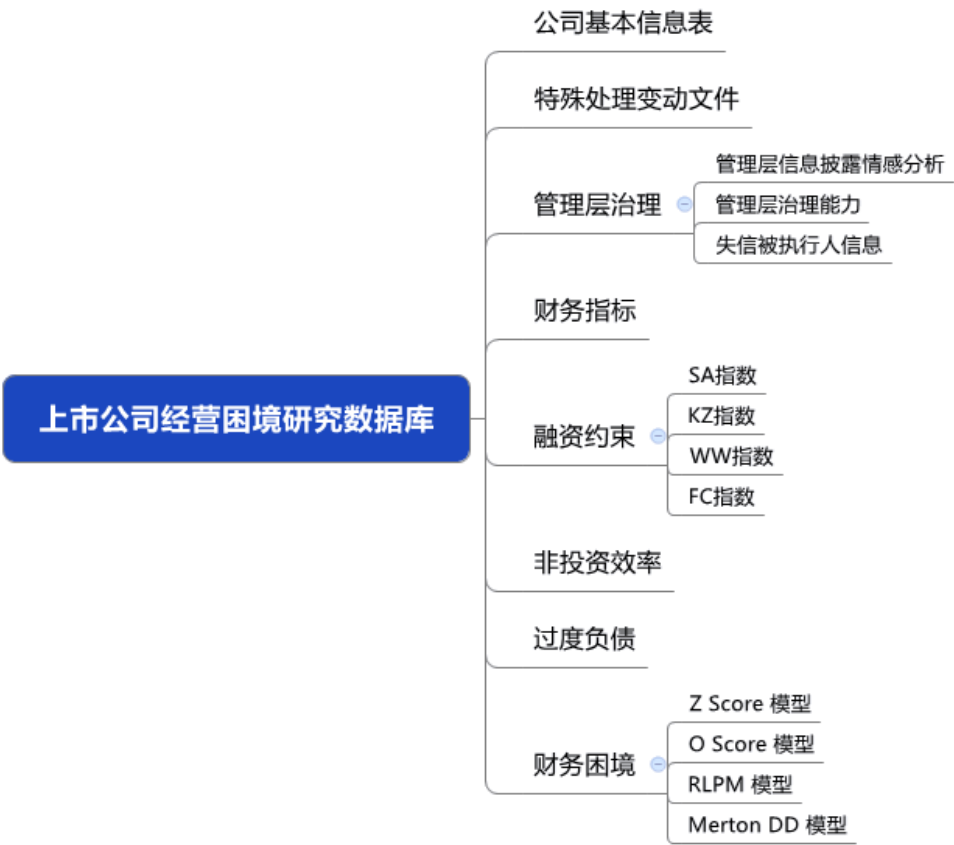 公司基本信息表
特殊处理变动文件
管理层治理
管理层信息披露情感分析
管理层治理能力
失信被执行人信息
财务指标
上市公司经营困境研究数据库
融资约束
SA指数
KZ指数
WW指数
FC指数
非投资效率
过度负债
财务困境
Z Score 模型
O Score 模型
RLPM 模型
Merton DD 模型